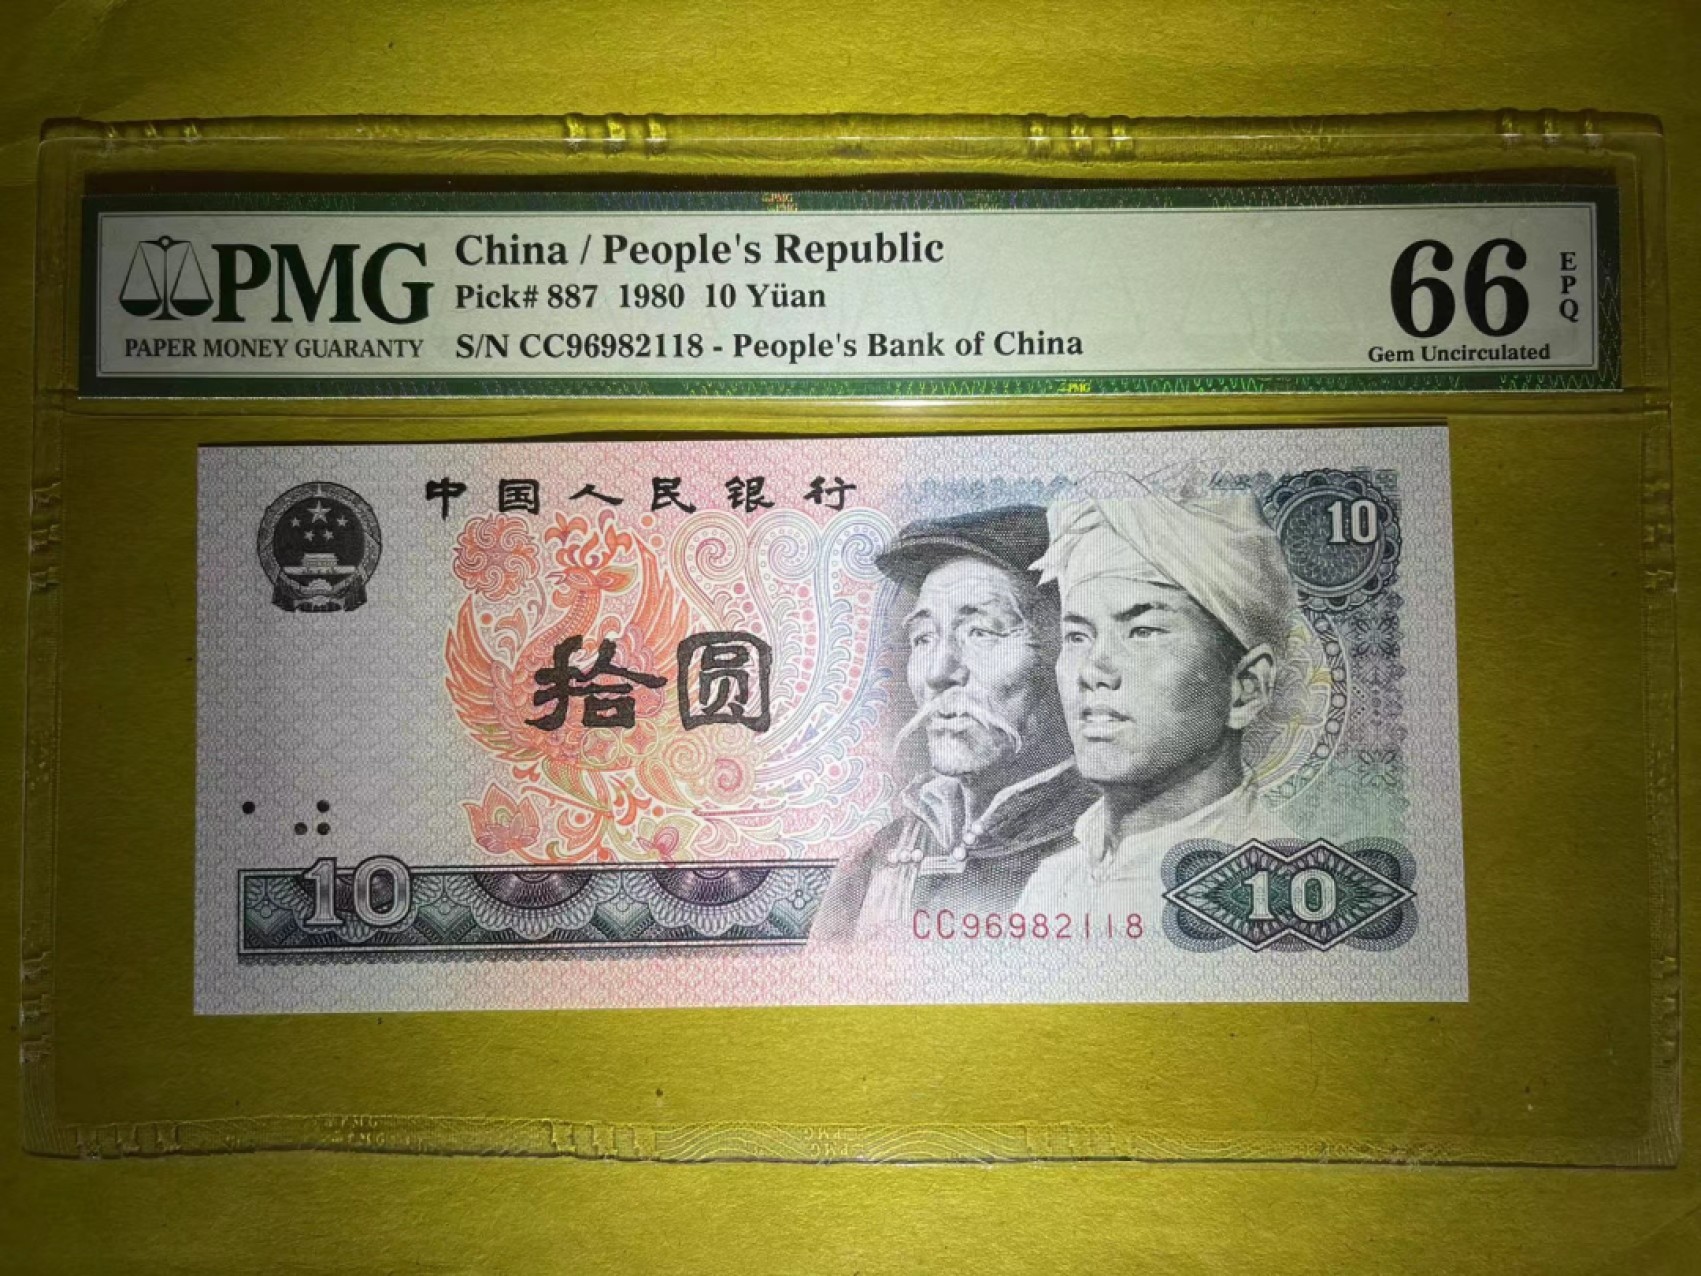 PMG
PAPER MONEY GUARANTY
China / People's Republic
Pick# 887 1980 10 Yüan
S/N CC96982118 - People's Bank of China
66
EPQ
Gem Uncirculated
中国人民银行
10
拾圆
10
CC96982118
10